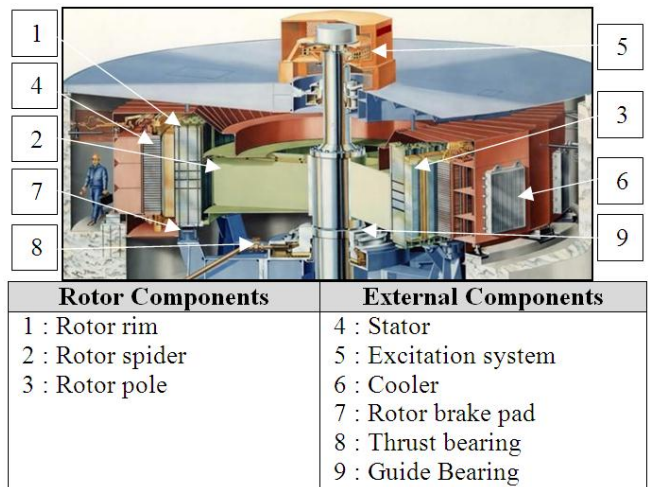 1
4
2
7
8
5
3
6
9
Rotor Components
External Components
1 : Rotor rim
2 : Rotor spider
3 : Rotor pole
4 : Stator
5 : Excitation system
6 : Cooler
7 : Rotor brake pad
8 : Thrust bearing
9 : Guide Bearing